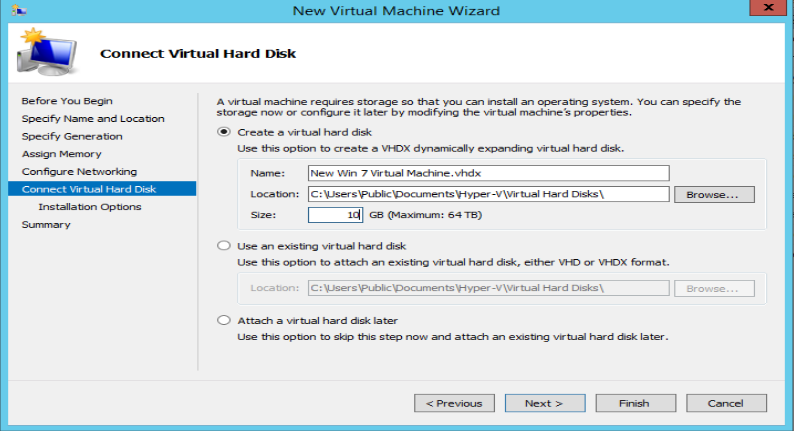 New Virtual Machine Wizard
x
Connect Virtual Hard Disk
Before You Begin
Specify Name and Location
Specify Generation
Assign Memory
Configure Networking
Connect Virtual Hard Disk
Installation Options
Summary
A virtual machine requires storage so that you can install an operating system. You can specify the
storage now or configure it later by modifying the virtual machine's properties.
Create a virtual hard disk
Use this option to create a VHDX dynamically expanding virtual hard disk.
Name: New Win 7 Virtual Machine.vhdx
Location: C:\Users\Public\Documents\Hyper-V\Virtual Hard Disks\ Browse...
Size: 10 GB (Maximum: 64 TB)
Use an existing virtual hard disk
Use this option to attach an existing virtual hard disk, either VHD or VHDX format.
Location: C:\Users\Public\Documents\Hyper-V\Virtual Hard Disks\ Browse...
Attach a virtual hard disk later
Use this option to skip this step now and attach an existing virtual hard disk later.
< Previous Next > Finish Cancel